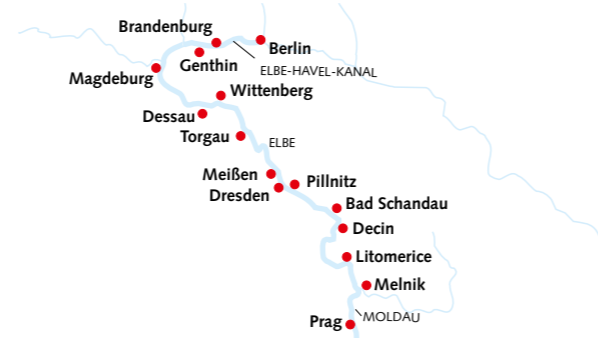 Brandenburg
Berlin
Genthin
ELBE-HAVEL-KANAL
Magdeburg
Wittenberg
Dessau
Torgau
ELBE
Meißen
Pillnitz
Dresden
Bad Schandau
Decin
Litomerice
Melnik
Prag
MOLDAU